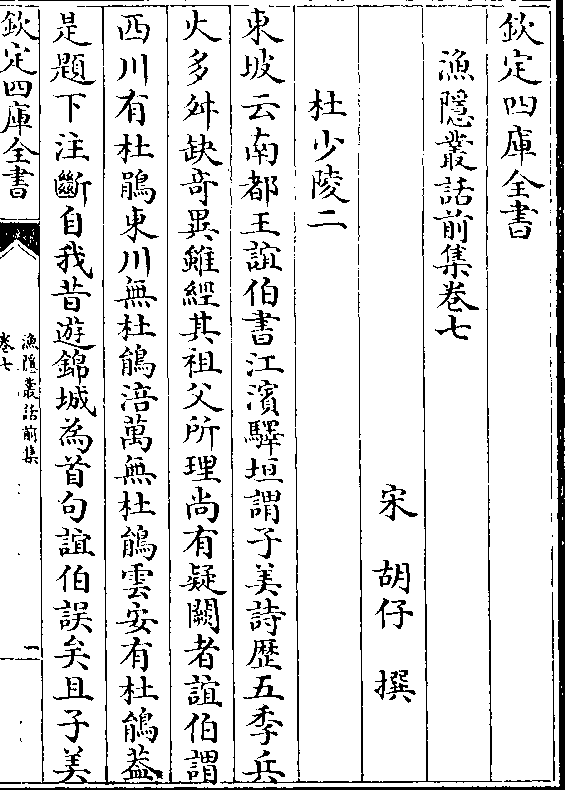 欽定四庫全書
漁隱叢話前集卷七
宋 胡仔 撰
杜少陵二
東坡云南都王誼伯書江濱驛垣謂子美詩歴五季兵
火多舛缺奇異雖經其祖父所理尚有疑闕者誼伯謂
西川有杜鵑東川無杜鵑涪萬無杜鵑雲安有杜鵑葢
是題下注斷自我昔遊錦城為首句誼伯誤矣且子美
欽定四庫全書
漁隱叢話前集
卷七
一